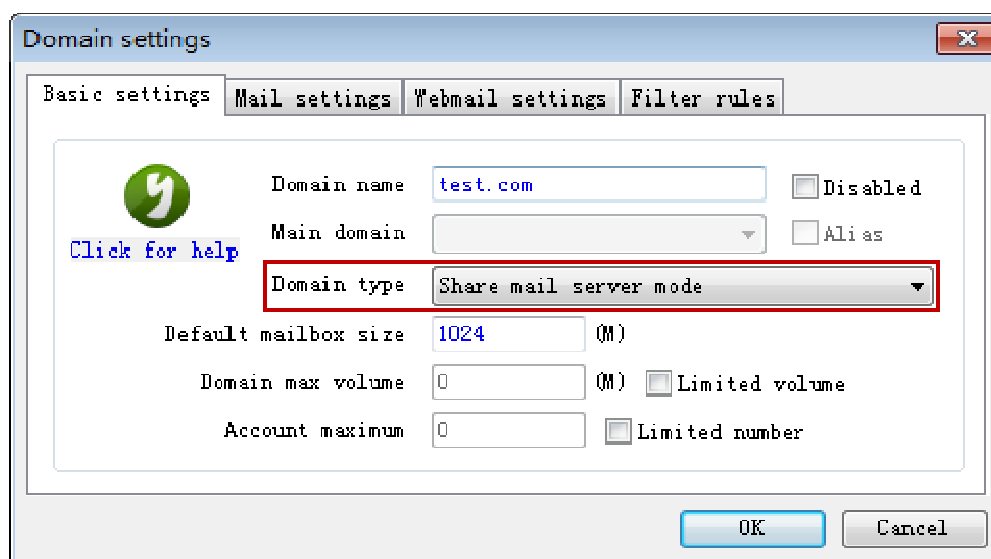 Domain settings
Basic settings Mail settings Webmail settings Filter rules
Domain name test.com Disabled
Main domain Alias
Click for help
Domain type Share mail server mode
Default mailbox size 1024 (M)
Domain max volume 0 (M) Limited volume
Account maximum 0 Limited number
OK Cancel